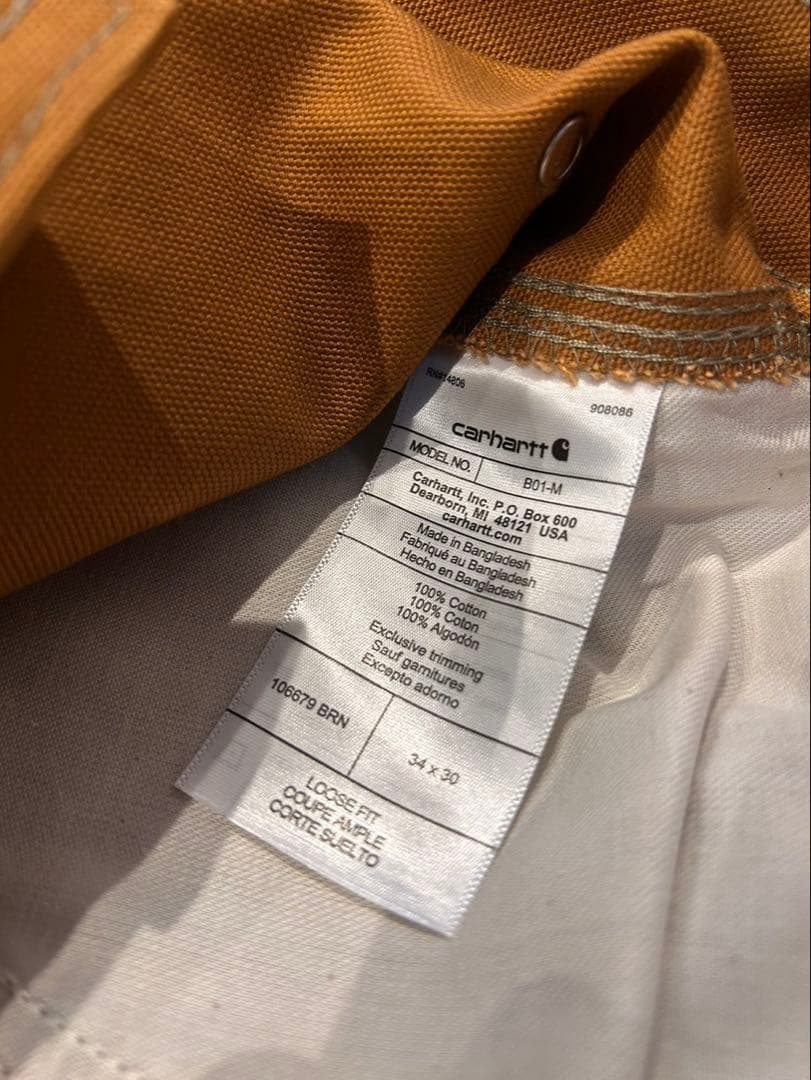 RN#14806
908086
carhartt
MODEL NO. B01-M
Carhartt, Inc. P.O. Box 600
Dearborn, MI 48121 USA
carhartt.com
Made in Bangladesh
Fabriqué au Bangladesh
Hecho en Bangladesh
100% Cotton
100% Coton
100% Algodón
Exclusive trimming
Sauf garnitures
Excepto adorno
106679 BRN 34 x 30
LOOSE FIT
COUPE AMPLE
CORTE SUELTO